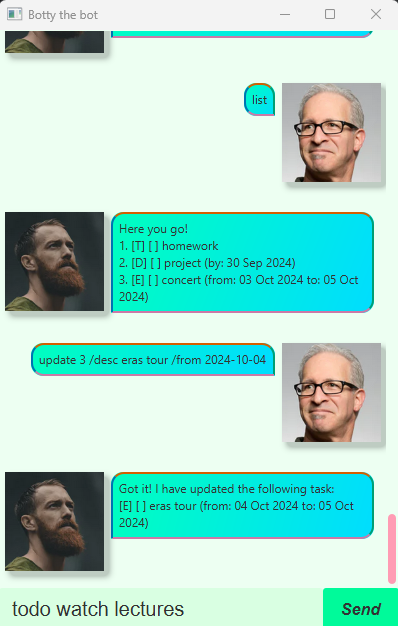 Botty the bot
list
Here you go!
1. [T] [ ] homework
2. [D] [ ] project (by: 30 Sep 2024)
3. [E] [ ] concert (from: 03 Oct 2024 to: 05 Oct
2024)
update 3 /desc eras tour /from 2024-10-04
Got it! I have updated the following task:
[E] [ ] eras tour (from: 04 Oct 2024 to: 05 Oct
2024)
todo watch lectures
Send